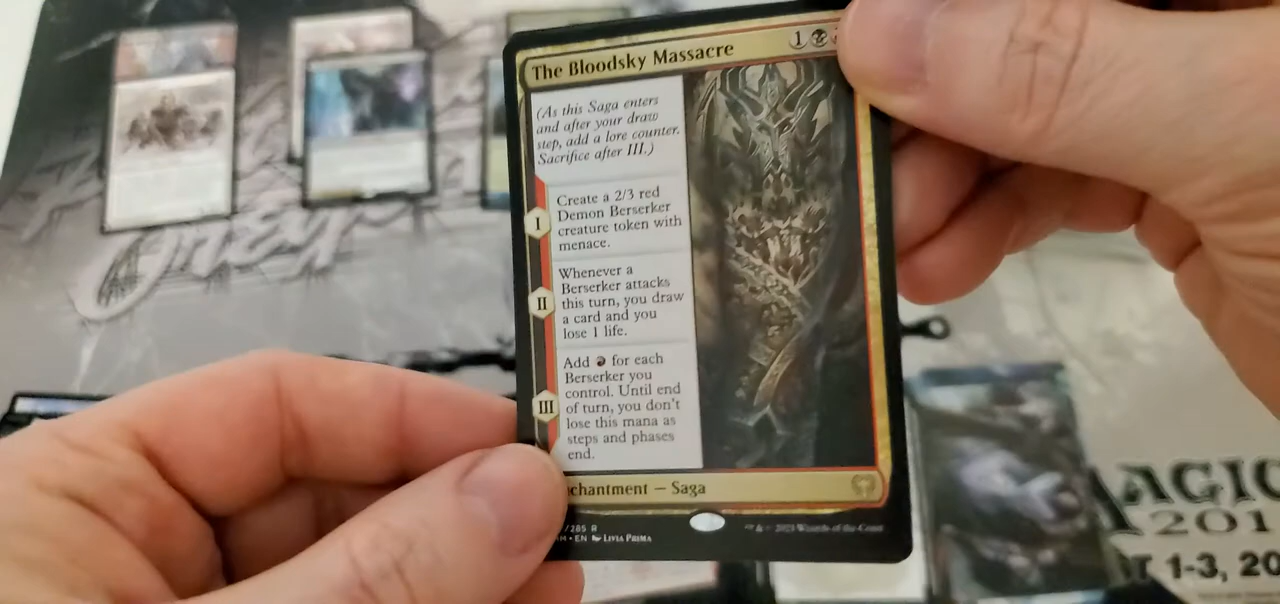 The Bloodsky Massacre 1
(As this Saga enters
and after your draw
step, add a lore counter.
Sacrifice after III.)
I
Create a 2/3 red
Demon Berserker
creature token with
menace.
II
Whenever a
Berserker attacks
this turn, you draw
a card and you
lose 1 life.
III
Add for each
Berserker you
control. Until end
of turn, you don't
lose this mana as
steps and phases
end.
chantment — Saga
/285 R
™ & © 2021 Wizards of the Coast
• EN LIVIA PRIMA
MAGIC
201
1-3, 20